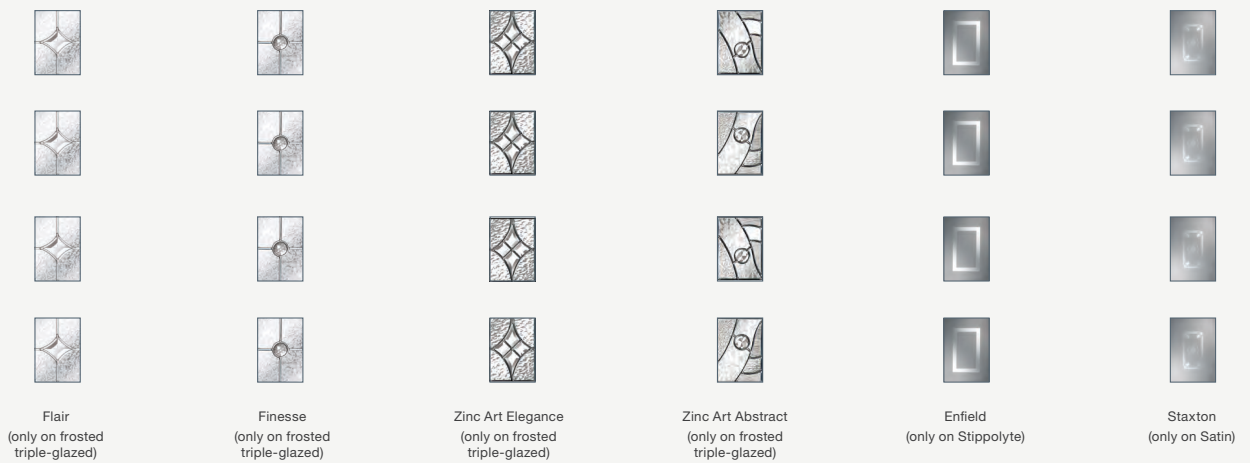 Flair
(only on frosted
triple-glazed)
Finesse
(only on frosted
triple-glazed)
Zinc Art Elegance
(only on frosted
triple-glazed)
Zinc Art Abstract
(only on frosted
triple-glazed)
Enfield
(only on Stippolyte)
Staxton
(only on Satin)